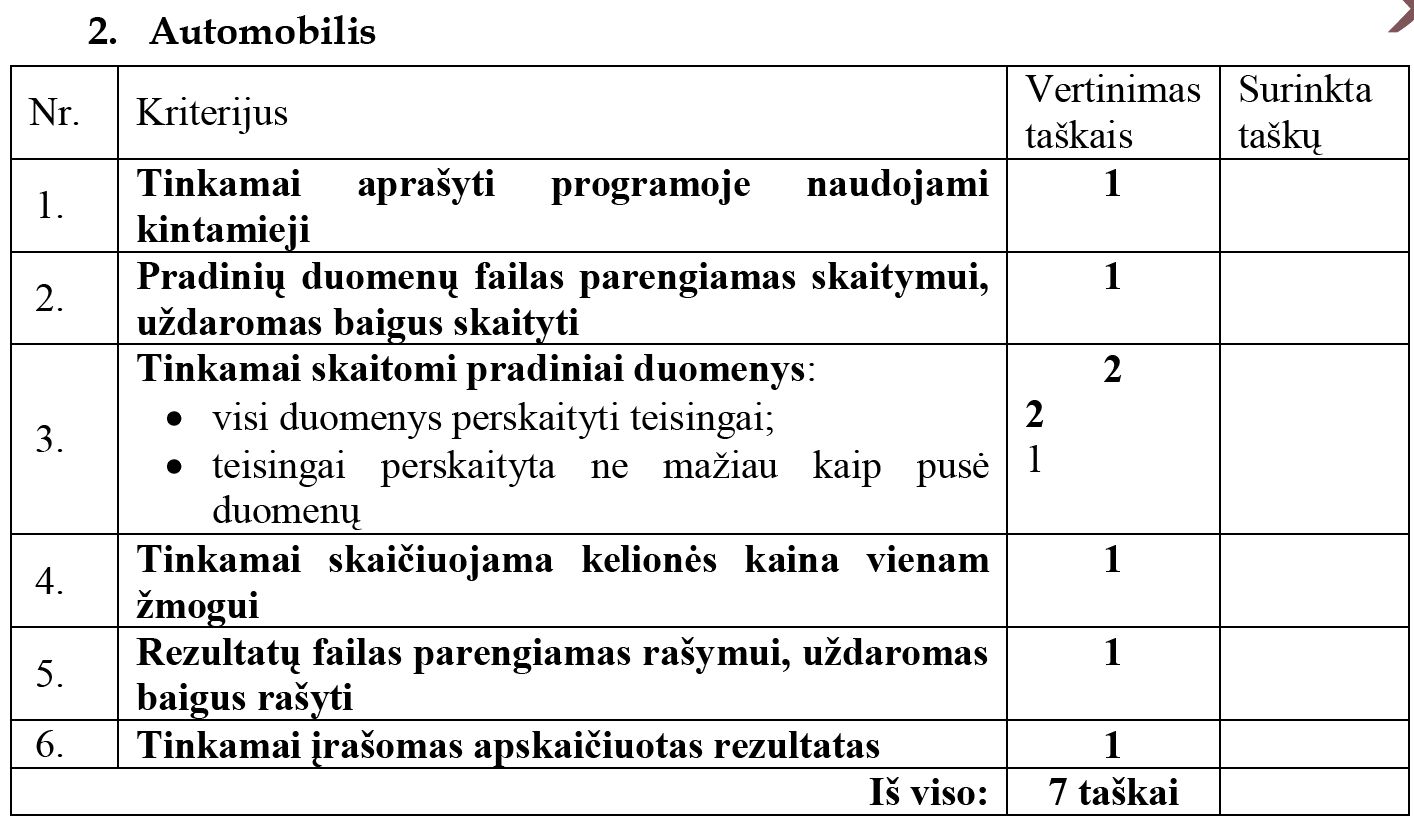 2. Automobilis
Nr. Kriterijus Vertinimas taškais Surinkta taškų
1. Tinkamai aprašyti programoje naudojami 1
kintamieji
2. Pradinių duomenų failas parengiamas skaitymui, 1
uždaromas baigus skaityti
3. Tinkamai skaitomi pradiniai duomenys: 2
• visi duomenys perskaityti teisingai; 2
• teisingai perskaityta ne mažiau kaip pusė 1
duomenų
4. Tinkamai skaičiuojama kelionės kaina vienam 1
žmogui
5. Rezultatų failas parengiamas rašymui, uždaromas 1
baigus rašyti
6. Tinkamai įrašomas apskaičiuotas rezultatas 1
Iš viso: 7 taškai